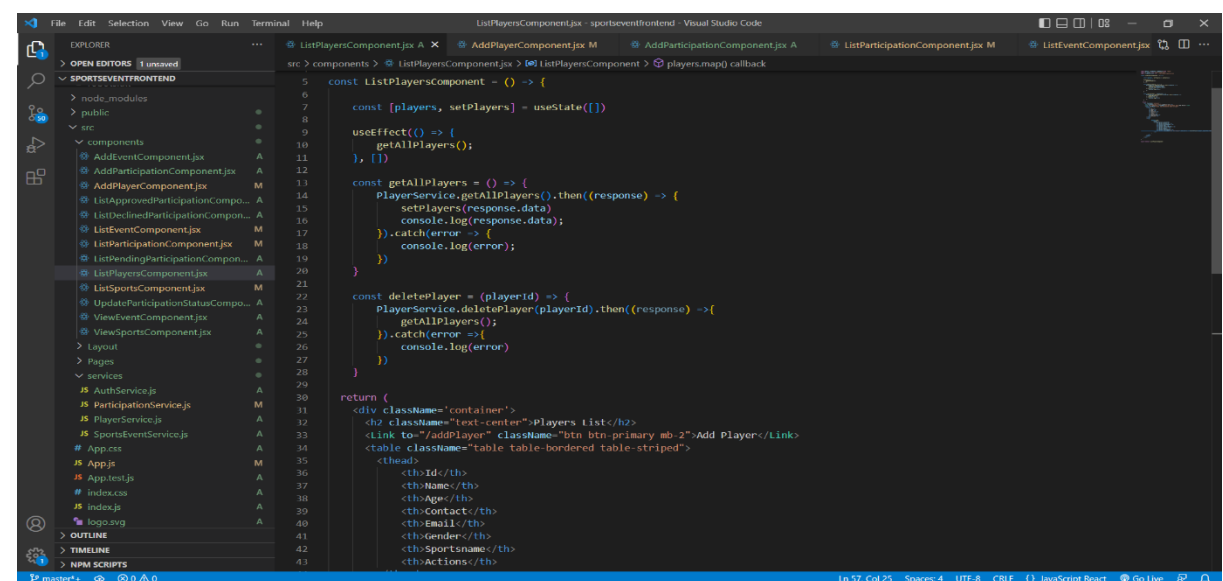 File Edit Selection View Go Run Terminal Help
ListPlayersComponent.jsx - sportseventfrontend - Visual Studio Code
EXPLORER
OPEN EDITORS 1 unsaved
SPORTSEVENTFRONTEND
node_modules
public
src
components
AddEventComponent.jsx A
AddParticipationComponent.jsx A
AddPlayerComponent.jsx M
ListApprovedParticipationCompo... A
ListDeclinedParticipationCompon... A
ListEventComponent.jsx M
ListParticipationComponent.jsx M
ListPendingParticipationCompon... A
ListPlayersComponent.jsx A
ListSportsComponent.jsx M
UpdateParticipationStatusCompo... A
ViewEventComponent.jsx A
ViewSportsComponent.jsx A
Layout
Pages
services
JS AuthService.js A
JS ParticipationService.js M
JS PlayerService.js A
JS SportsEventService.js A
# App.css A
JS App.js M
JS App.test.js A
# index.css A
JS index.js A
logo.svg A
OUTLINE
TIMELINE
NPM SCRIPTS
50
1
ListPlayersComponent.jsx A AddPlayerComponent.jsx M AddParticipationComponent.jsx A ListParticipationComponent.jsx M ListEventComponent.jsx
src > components > ListPlayersComponent.jsx > ListPlayersComponent > players.map() callback
5 const ListPlayersComponent = () => {
6
7 const [players, setPlayers] = useState([])
8
9 useEffect(() => {
10 getAllPlayers();
11 }, [])
12
13 const getAllPlayers = () => {
14 PlayerService.getAllPlayers().then((response) => {
15 setPlayers(response.data)
16 console.log(response.data);
17 }).catch(error => {
18 console.log(error);
19 })
20 }
21
22 const deletePlayer = (playerId) => {
23 PlayerService.deletePlayer(playerId).then((response) =>{
24 getAllPlayers();
25 }).catch(error =>{
26 console.log(error)
27 })
28 }
29
30 return (
31 <div className='container'>
32 <h2 className="text-center">Players List</h2>
33 <Link to="/addPlayer" className="btn btn-primary mb-2">Add Player</Link>
34 <table className="table table-bordered table-striped">
35 <thead>
36 <th>Id</th>
37 <th>Name</th>
38 <th>Age</th>
39 <th>Contact</th>
40 <th>Email</th>
41 <th>Gender</th>
42 <th>Sportsname</th>
43 <th>Actions</th>
master*+ 0 0 Ln 57, Col 25 Spaces: 4 UTF-8 CRLF {} JavaScript React Go Live